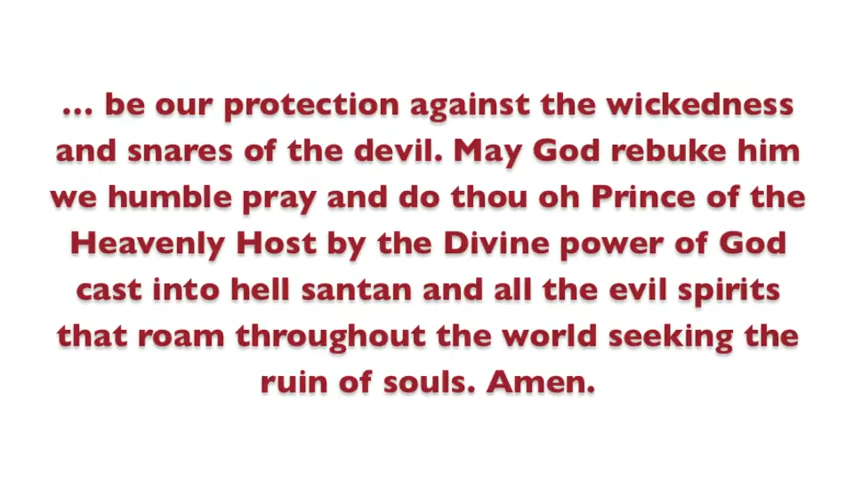 ... be our protection against the wickedness
and snares of the devil. May God rebuke him
we humble pray and do thou oh Prince of the
Heavenly Host by the Divine power of God
cast into hell santan and all the evil spirits
that roam throughout the world seeking the
ruin of souls. Amen.